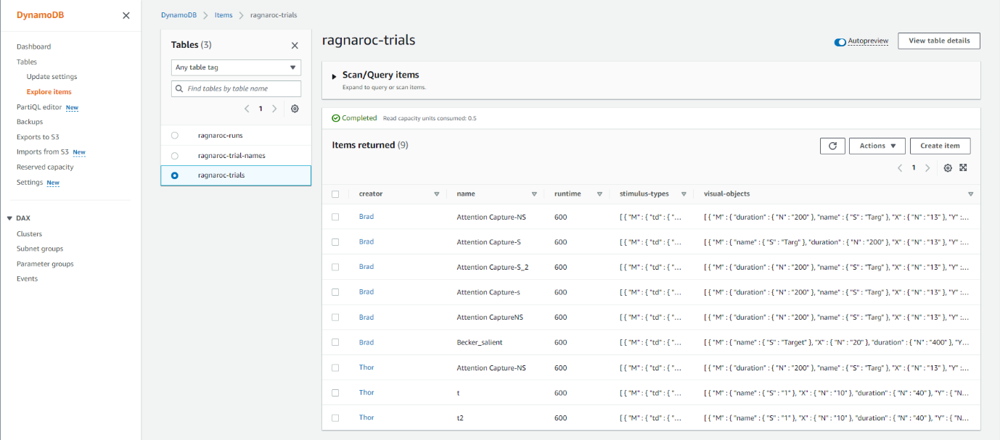 DynamoDB
Dashboard
Tables
Update settings
Explore items
PartiQL editor New
Backups
Exports to S3
Imports from S3 New
Reserved capacity
Settings New
DAX
Clusters
Subnet groups
Parameter groups
Events
DynamoDB Items ragnaroc-trials
Tables (3)
Any table tag
Find tables by table name
1
ragnaroc-runs
ragnaroc-trial-names
ragnaroc-trials
ragnaroc-trials
Autopreview View table details
Scan/Query items
Expand to query or scan items.
Completed Read capacity units consumed: 0.5
Items returned (9)
Actions Create item
1
creator name runtime stimulus-types visual-objects
Brad Attention Capture-NS 600 [ { "M" : { "td" : { "... [ { "M" : { "duration" : { "N" : "200" }, "name" : { "S" : "Targ" }, "X" : { "N" : "13" }, "Y" :...
Brad Attention Capture-S 600 [ { "M" : { "td" : { "... [ { "M" : { "name" : { "S" : "Targ" }, "duration" : { "N" : "200" }, "X" : { "N" : "13" }, "Y" :...
Brad Attention Capture-S_2 600 [ { "M" : { "td" : { "... [ { "M" : { "duration" : { "N" : "200" }, "name" : { "S" : "Targ" }, "X" : { "N" : "13" }, "Y" :...
Brad Attention Capture-s 600 [ { "M" : { "td" : { "... [ { "M" : { "duration" : { "N" : "200" }, "name" : { "S" : "Targ" }, "X" : { "N" : "13" }, "Y" :...
Brad Attention CaptureNS 600 [ { "M" : { "td" : { "... [ { "M" : { "duration" : { "N" : "200" }, "name" : { "S" : "Targ" }, "X" : { "N" : "13" }, "Y" :...
Brad Becker_salient 600 [ { "M" : { "td" : { "... [ { "M" : { "name" : { "S" : "Target" }, "X" : { "N" : "20" }, "duration" : { "N" : "400" }, "Y...
Thor Attention Capture-NS 600 [ { "M" : { "td" : { "... [ { "M" : { "duration" : { "N" : "200" }, "name" : { "S" : "Targ" }, "X" : { "N" : "13" }, "Y" :...
Thor t 600 [ { "M" : { "td" : { "... [ { "M" : { "name" : { "S" : "1" }, "X" : { "N" : "10" }, "duration" : { "N" : "40" }, "Y" : { "N...
Thor t2 600 [ { "M" : { "td" : { "... [ { "M" : { "name" : { "S" : "1" }, "X" : { "N" : "10" }, "duration" : { "N" : "40" }, "Y" : { "N...